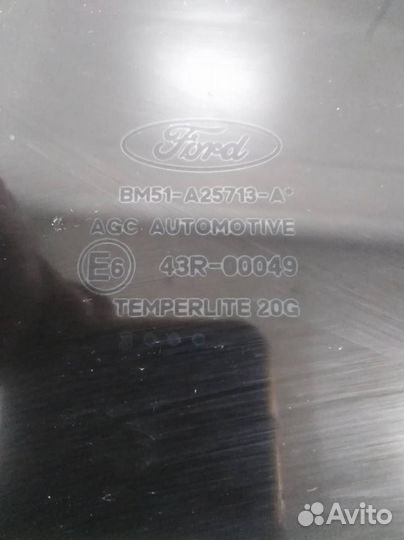 Ford
BM51-A25713-A*
AGC AUTOMOTIVE
E6 43R-00049
TEMPERLITE 20G
Avito